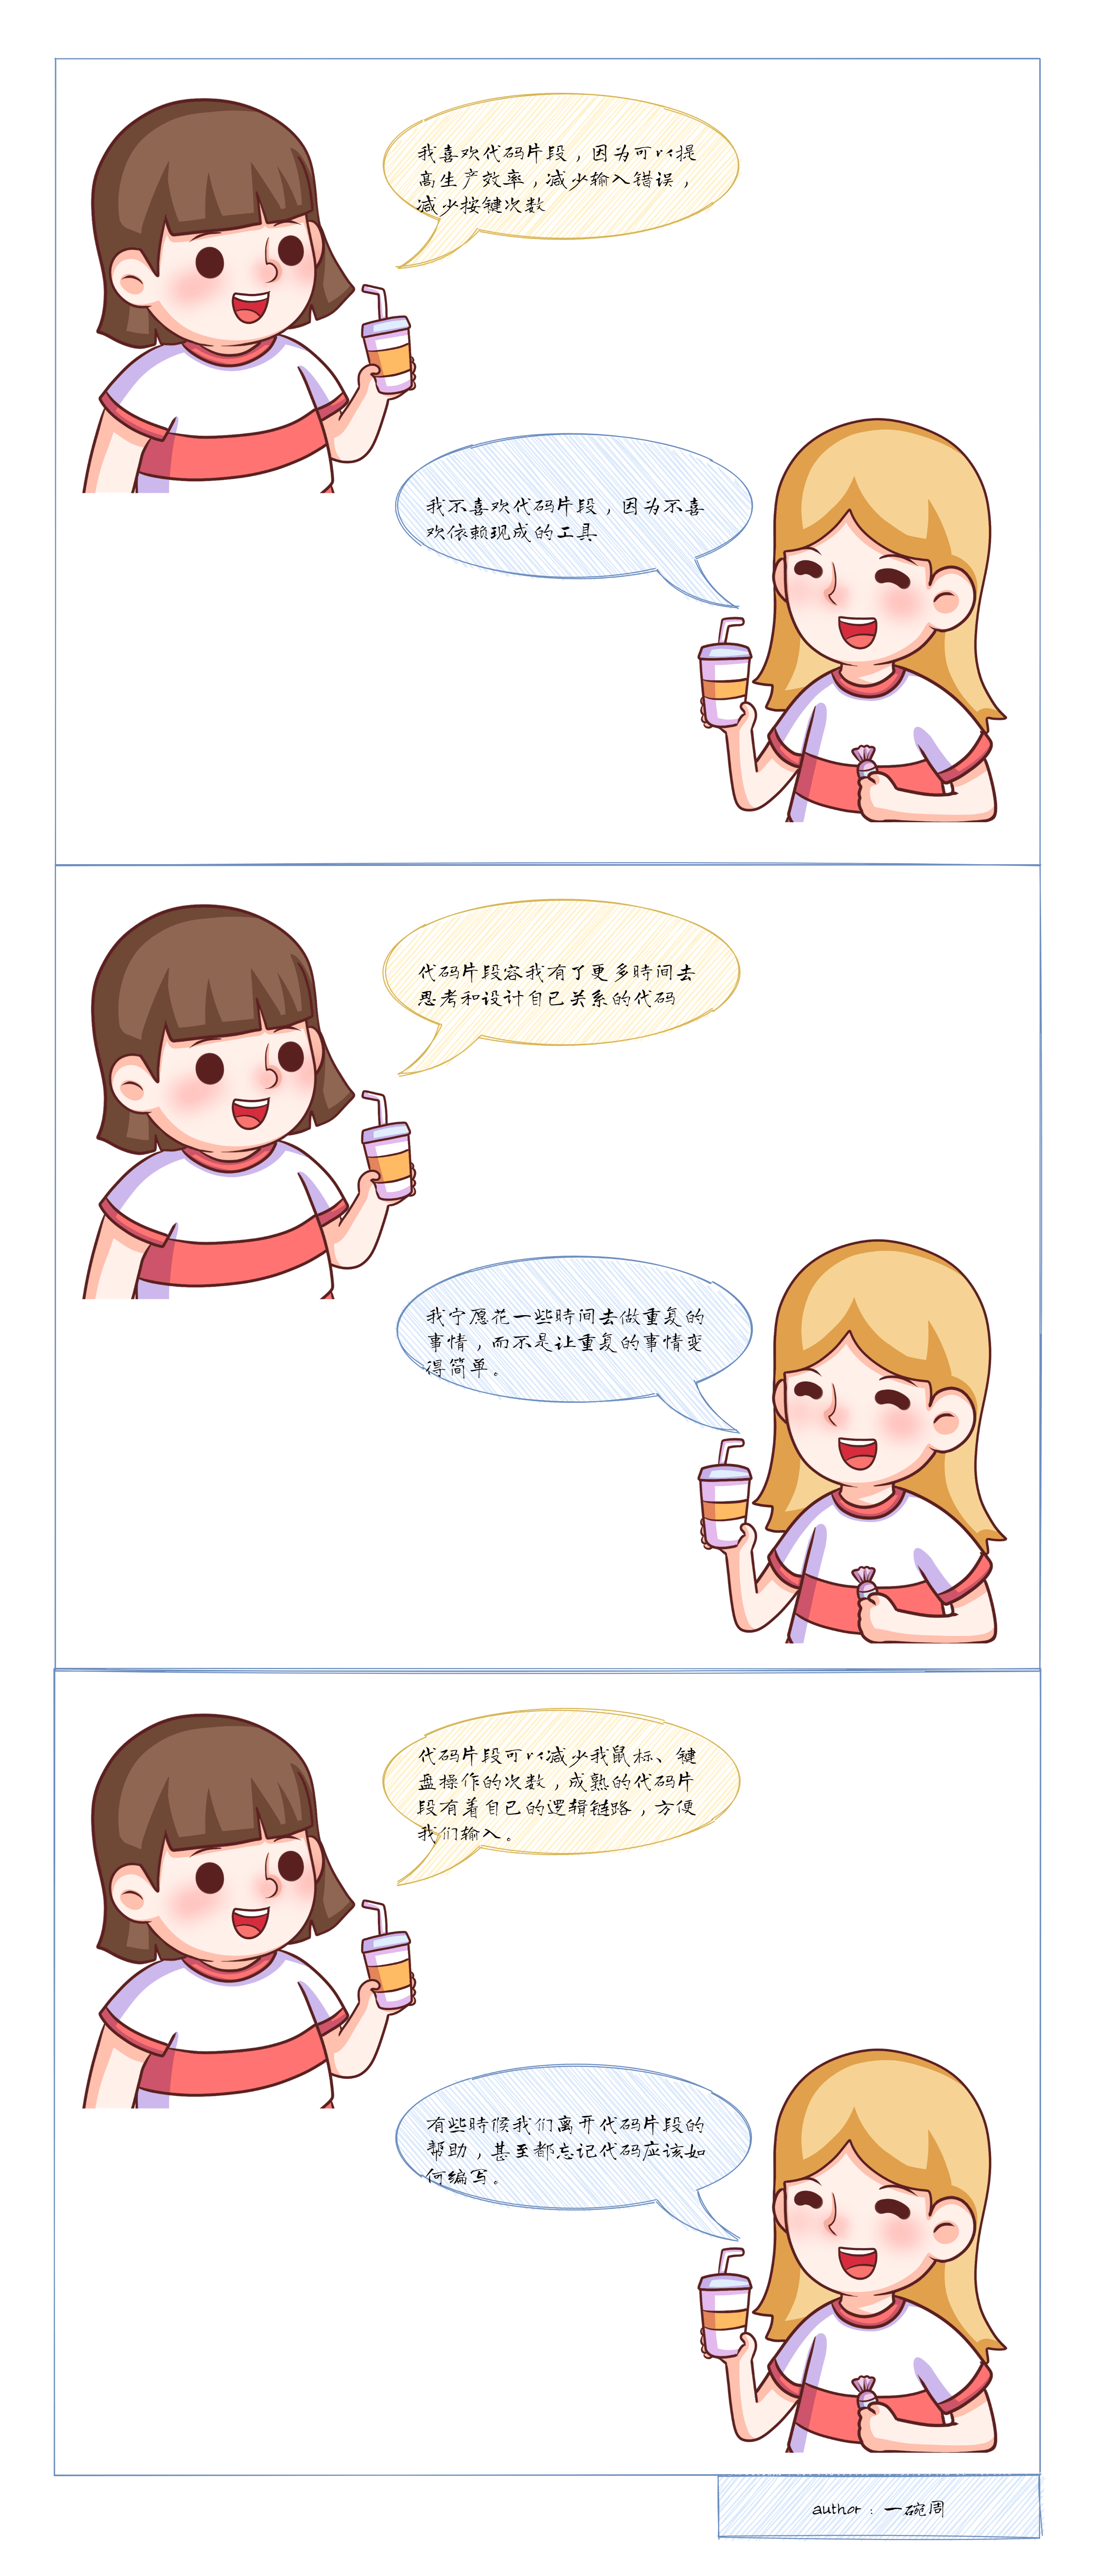 我喜欢代码片段，因为可以提
高生产效率，减少输入错误，
减少按键次数
我不喜欢代码片段，因为不喜
欢依赖现成的工具
代码片段容我有了更多時间去
思考和设计自己关系的代码
我宁愿花一些時间去做重复的
事情，而不是让重复的事情变
得简单。
代码片段可以减少我鼠标、键
盘操作的次数，成熟的代码片
段有着自己的逻辑链路，方便
我们输入。
有些時候我们离开代码片段的
帮助，甚至都忘记代码应该如
何编写。
author：一碗周